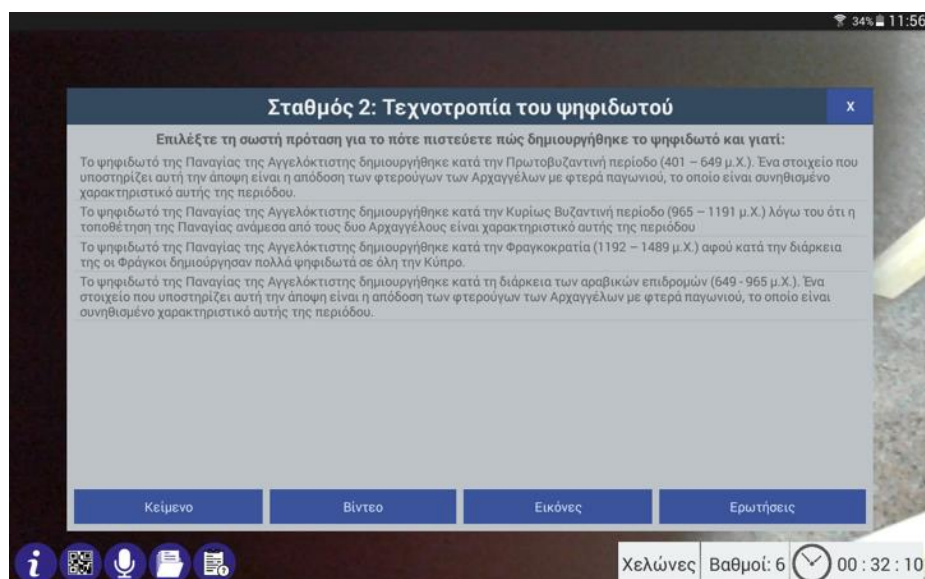 34% 11:56
Σταθμός 2: Τεχνοτροπία του ψηφιδωτού x
Επιλέξτε τη σωστή πρόταση για το πότε πιστεύετε πώς δημιουργήθηκε το ψηφιδωτό και γιατί:
Το ψηφιδωτό της Παναγίας της Αγγελόκτιστης δημιουργήθηκε κατά την Πρωτοβυζαντινή περίοδο (401 – 649 μ.Χ.). Ένα στοιχείο που
υποστηρίζει αυτή την άποψη είναι η απόδοση των φτερούγων των Αρχαγγέλων με φτερά παγωνιού, το οποίο είναι συνηθισμένο
χαρακτηριστικό αυτής της περιόδου.
Το ψηφιδωτό της Παναγίας της Αγγελόκτιστης δημιουργήθηκε κατά την Κυρίως Βυζαντινή περίοδο (965 – 1191 μ.Χ.) λόγω του ότι η
τοποθέτηση της Παναγίας ανάμεσα από τους δυο Αρχαγγέλους είναι χαρακτηριστικό αυτής της περιόδου
Το ψηφιδωτό της Παναγίας της Αγγελόκτιστης δημιουργήθηκε κατά την Φραγκοκρατία (1192 – 1489 μ.Χ.) αφού κατά την διάρκεια
της οι Φράγκοι δημιούργησαν πολλά ψηφιδωτά σε όλη την Κύπρο.
Το ψηφιδωτό της Παναγίας της Αγγελόκτιστης δημιουργήθηκε κατά τη διάρκεια των αραβικών επιδρομών (649 - 965 μ.Χ.). Ένα
στοιχείο που υποστηρίζει αυτή την άποψη είναι η απόδοση των φτερούγων των Αρχαγγέλων με φτερά παγωνιού, το οποίο είναι
συνηθισμένο χαρακτηριστικό αυτής της περιόδου.
Κείμενο Βίντεο Εικόνες Ερωτήσεις
i Χελώνες Βαθμοί: 6 00 : 32 : 10